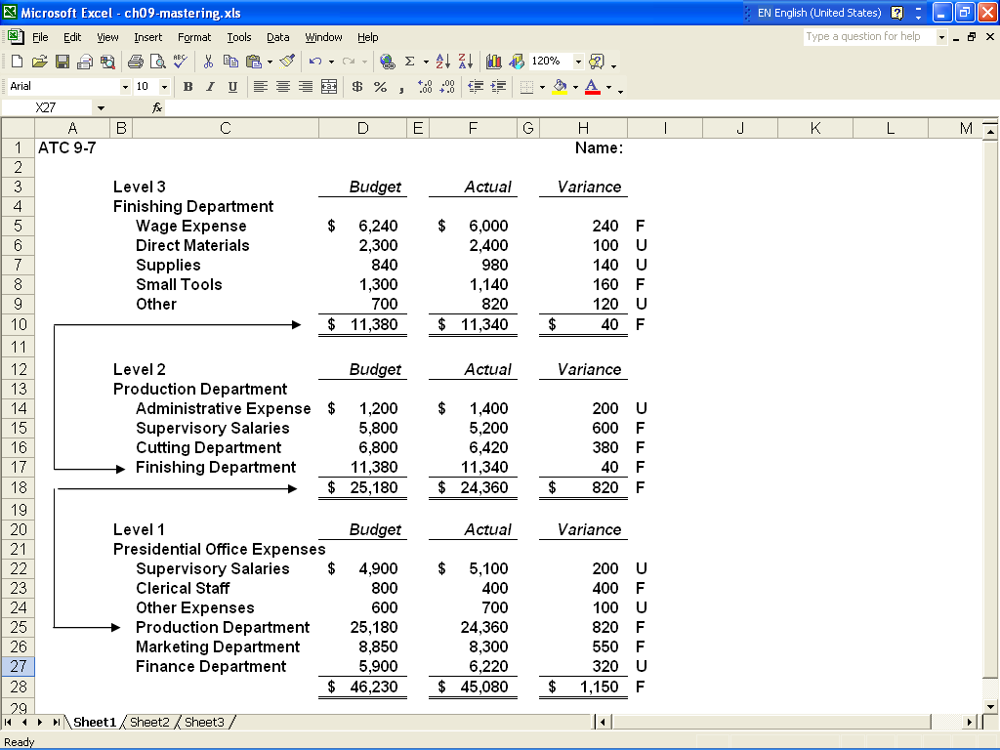 Microsoft Excel - ch09-mastering.xls EN English (United States)
File Edit View Insert Format Tools Data Window Help Type a question for help
120%
Arial 10 B I U $ % ,
X27 fx
A B C D E F G H I J K L M
1 ATC 9-7 Name:
2
3 Level 3 Budget Actual Variance
4 Finishing Department
5 Wage Expense $ 6,240 $ 6,000 240 F
6 Direct Materials 2,300 2,400 100 U
7 Supplies 840 980 140 U
8 Small Tools 1,300 1,140 160 F
9 Other 700 820 120 U
10 $ 11,380 $ 11,340 $ 40 F
11
12 Level 2 Budget Actual Variance
13 Production Department
14 Administrative Expense $ 1,200 $ 1,400 200 U
15 Supervisory Salaries 5,800 5,200 600 F
16 Cutting Department 6,800 6,420 380 F
17 Finishing Department 11,380 11,340 40 F
18 $ 25,180 $ 24,360 $ 820 F
19
20 Level 1 Budget Actual Variance
21 Presidential Office Expenses
22 Supervisory Salaries $ 4,900 $ 5,100 200 U
23 Clerical Staff 800 400 400 F
24 Other Expenses 600 700 100 U
25 Production Department 25,180 24,360 820 F
26 Marketing Department 8,850 8,300 550 F
27 Finance Department 5,900 6,220 320 U
28 $ 46,230 $ 45,080 $ 1,150 F
29
Sheet1 Sheet2 Sheet3
Ready